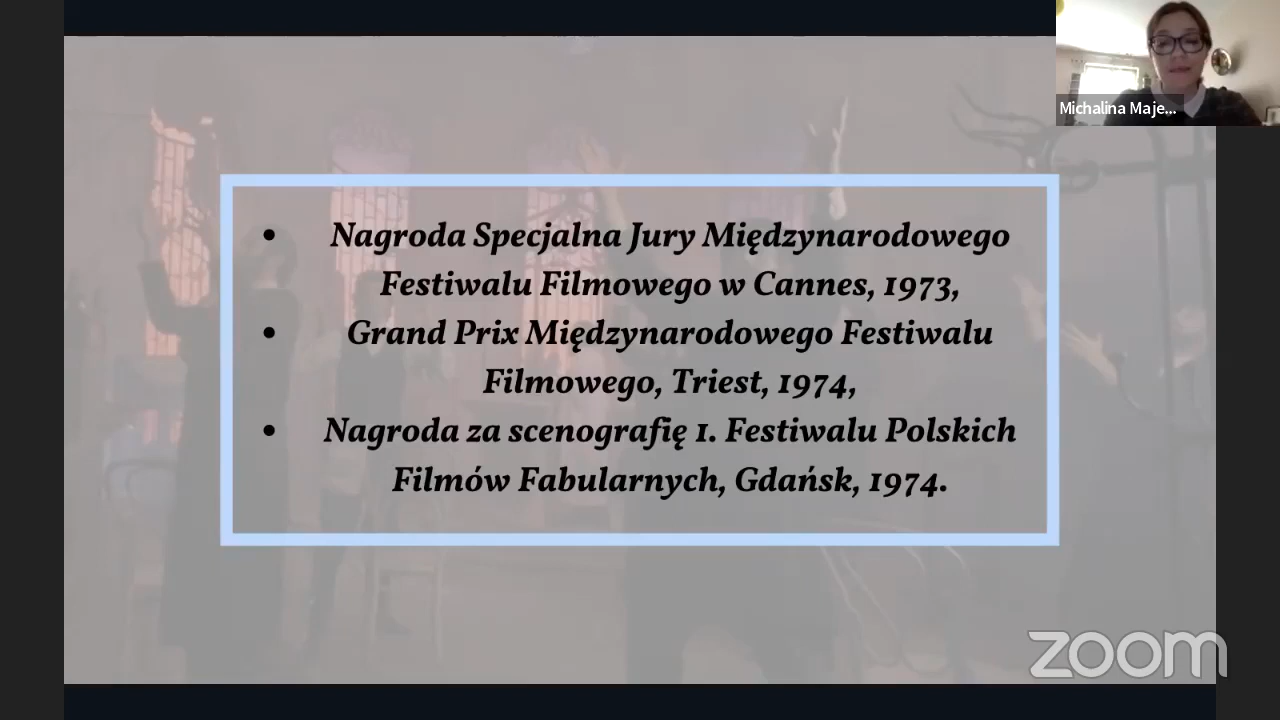 Michalina Maje...
• Nagroda Specjalna Jury Międzynarodowego
Festiwalu Filmowego w Cannes, 1973,
• Grand Prix Międzynarodowego Festiwalu
Filmowego, Triest, 1974,
• Nagroda za scenografię 1. Festiwalu Polskich
Filmów Fabularnych, Gdańsk, 1974.
zoom